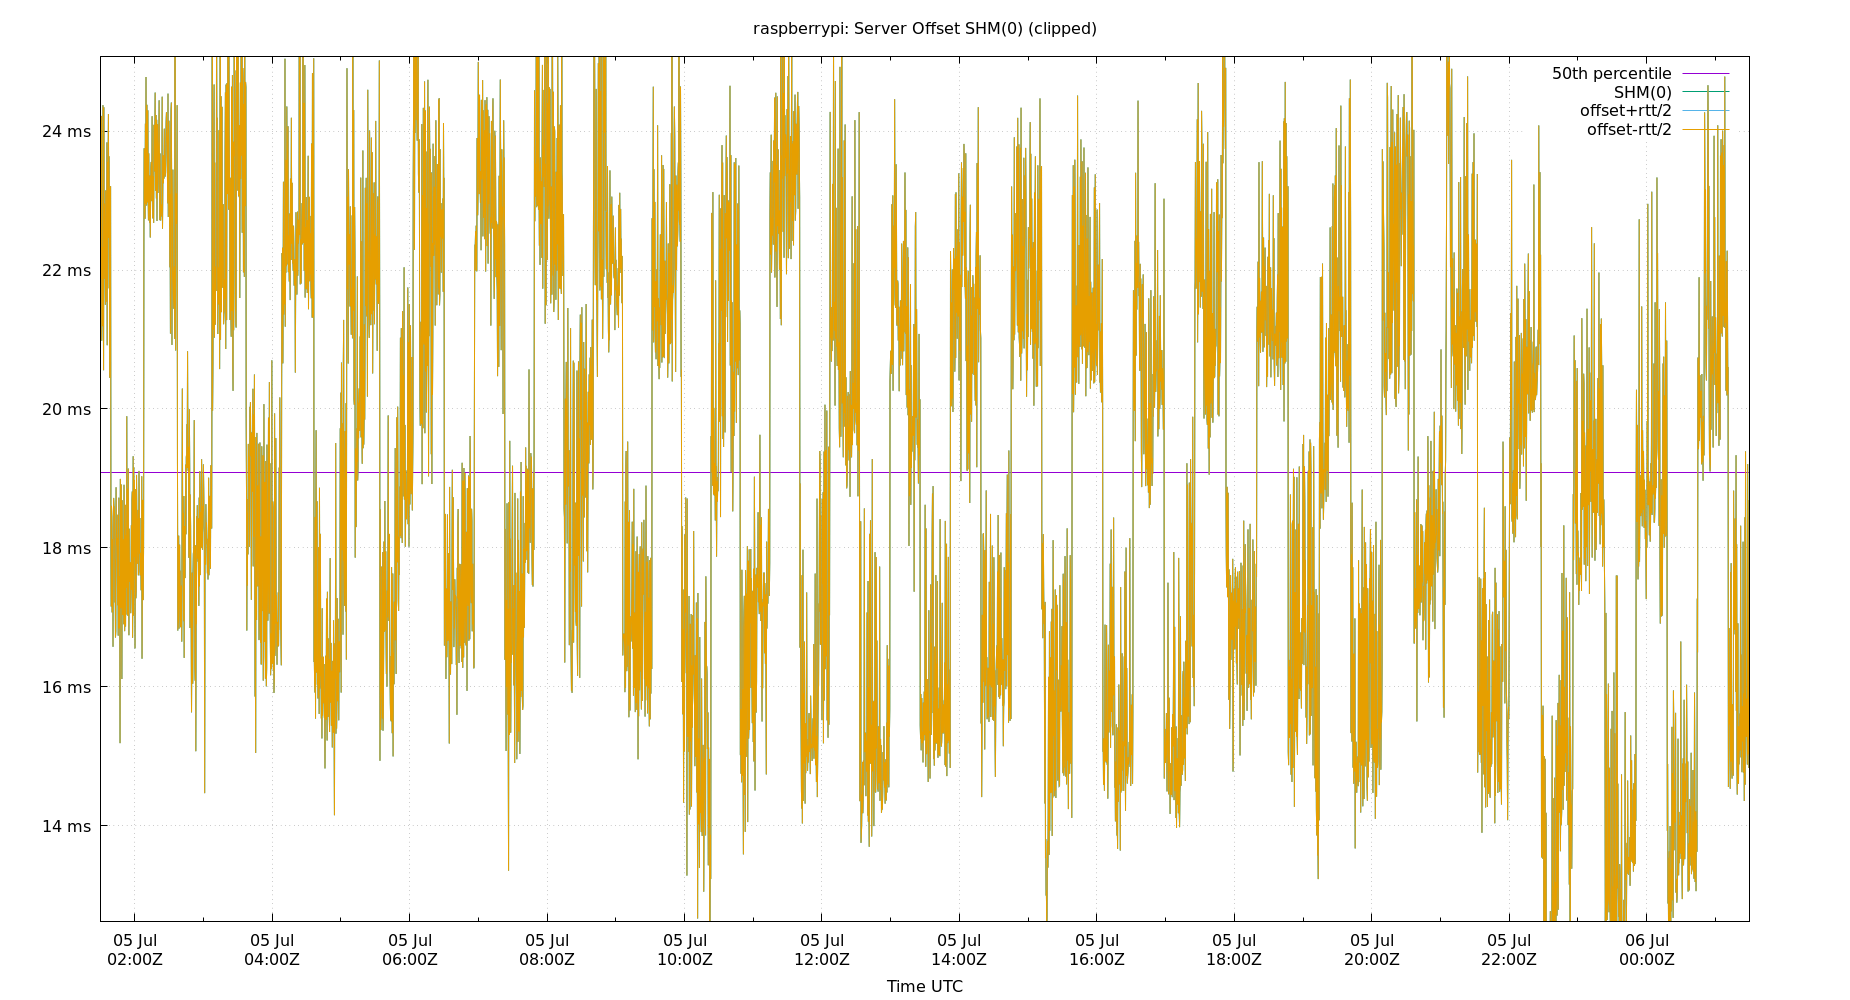 raspberrypi: Server Offset SHM(0) (clipped)
50th percentile
SHM(0)
offset+rtt/2
offset-rtt/2
24 ms
22 ms
20 ms
18 ms
16 ms
14 ms
05 Jul 05 Jul 05 Jul 05 Jul 05 Jul 05 Jul 05 Jul 05 Jul 05 Jul 05 Jul 05 Jul 06 Jul
02:00Z 04:00Z 06:00Z 08:00Z 10:00Z 12:00Z 14:00Z 16:00Z 18:00Z 20:00Z 22:00Z 00:00Z
Time UTC